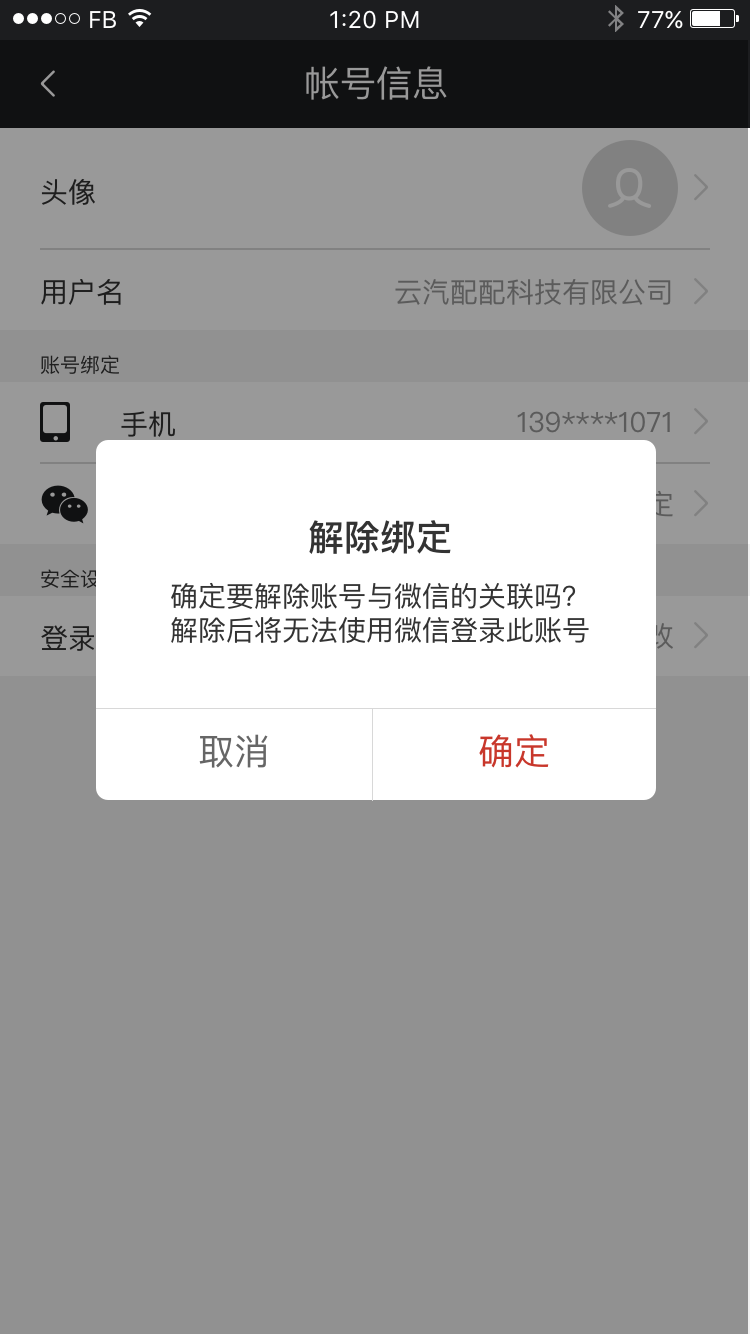 FB 1:20 PM 77%
帐号信息
头像
用户名 云汽配配科技有限公司
账号绑定
手机 139****1071
定
解除绑定
确定要解除账号与微信的关联吗?
解除后将无法使用微信登录此账号
安全设
登录 改
取消 确定